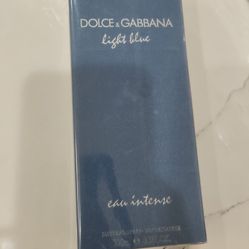 DOLCE & GABBANA
light blue
eau intense